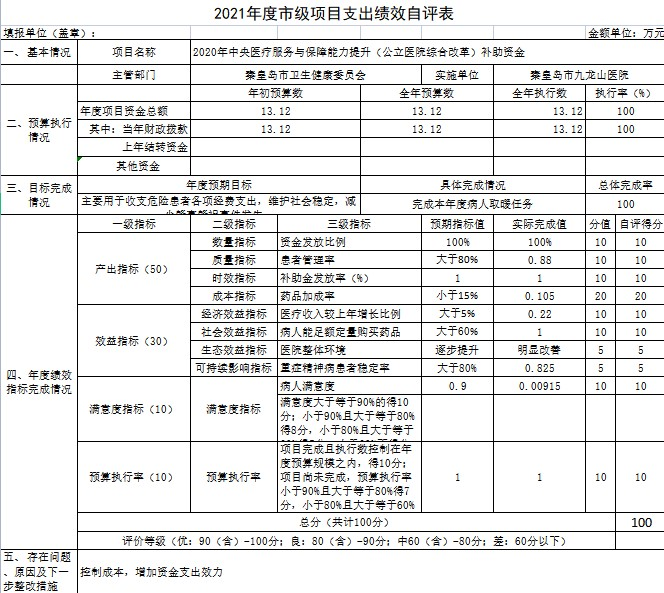 2021年度市级项目支出绩效自评表
填报单位（盖章）： 金额单位：万元
一、基本情况 项目名称 2020年中央医疗服务与保障能力提升（公立医院综合改革）补助资金
主管部门 秦皇岛市卫生健康委员会 实施单位 秦皇岛市九龙山医院
二、预算执行情况 年初预算数 全年预算数 全年执行数 执行率（%）
年度项目资金总额 13.12 13.12 13.12 100
其中：当年财政拨款 13.12 13.12 13.12 100
上年结转资金
其他资金
三、目标完成情况 年度预期目标 具体完成情况 总体完成率
主要用于收支危险患者各项经费支出，维护社会稳定，减 完成本年度病人取暖任务 100
四、年度绩效指标完成情况 一级指标 二级指标 三级指标 预期指标值 实际完成值 分值 自评得分
产出指标（50） 数量指标 资金发放比例 100% 100% 10 10
质量指标 患者管理率 大于80% 0.88 10 10
时效指标 补助金发放率（%） 1 1 10 10
成本指标 药品加成率 小于15% 0.105 20 20
效益指标（30） 经济效益指标 医疗收入较上年增长比例 大于5% 0.22 10 10
社会效益指标 病人能足额定量购买药品 大于60% 1 10 10
生态效益指标 医院整体环境 逐步提升 明显改善 5 5
可持续影响指标 重症精神病患者稳定率 大于80% 0.825 5 5
满意度指标（10） 满意度指标 病人满意度 0.9 0.00915 10 10
满意度大于等于90%的得10
分；小于90%且大于等于80%
得8分，小于80%且大于等于
预算执行率（10） 预算执行率 项目完成且执行数控制在年度预算规模之内，得10分；项目尚未完成，预算执行率小于90%且大于等于80%得7分，小于80%且大于等于60% 1 1 10 10
总分（共计100分） 100
评价等级（优：90（含）-100分；良：80（含）-90分；中60（含）-80分；差：60分以下）
五、存在问题、原因及下一步整改措施 控制成本，增加资金支出效力